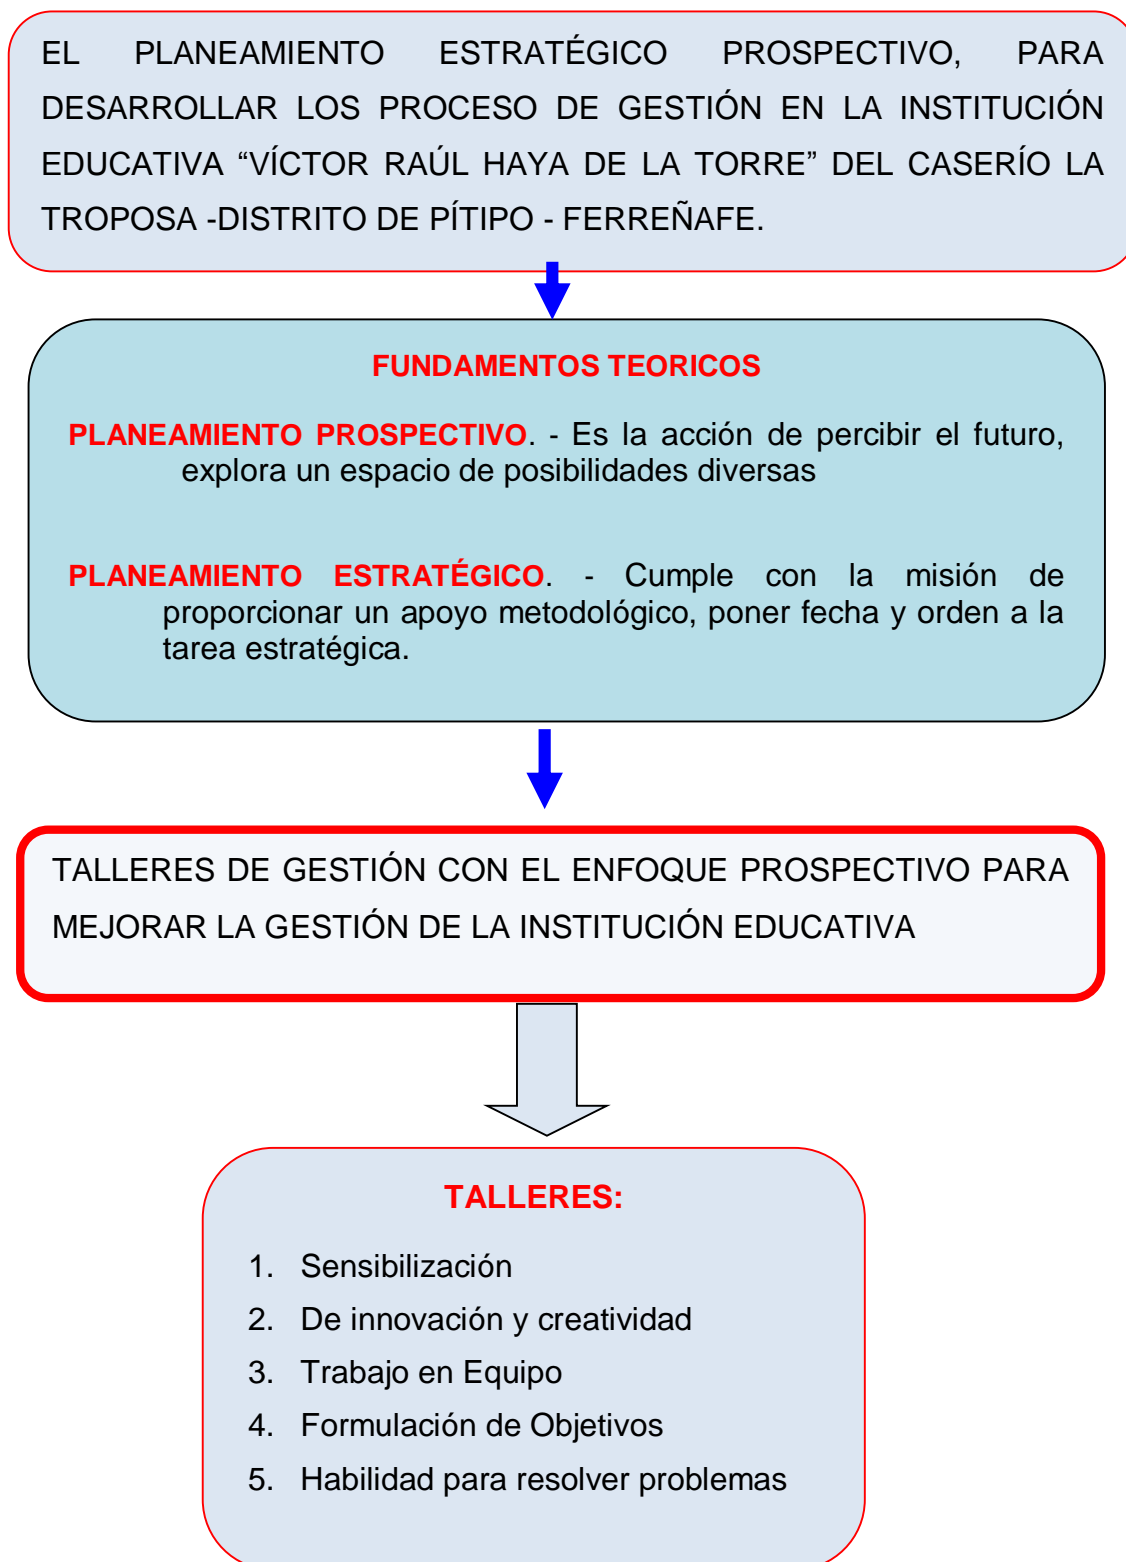 EL PLANEAMIENTO ESTRATÉGICO PROSPECTIVO, PARA
DESARROLLAR LOS PROCESO DE GESTIÓN EN LA INSTITUCIÓN
EDUCATIVA “VÍCTOR RAÚL HAYA DE LA TORRE” DEL CASERÍO LA
TROPOSA -DISTRITO DE PÍTIPO - FERREÑAFE.
FUNDAMENTOS TEORICOS
PLANEAMIENTO PROSPECTIVO. - Es la acción de percibir el futuro,
explora un espacio de posibilidades diversas
PLANEAMIENTO ESTRATÉGICO. - Cumple con la misión de
proporcionar un apoyo metodológico, poner fecha y orden a la
tarea estratégica.
TALLERES DE GESTIÓN CON EL ENFOQUE PROSPECTIVO PARA
MEJORAR LA GESTIÓN DE LA INSTITUCIÓN EDUCATIVA
TALLERES:
1. Sensibilización
2. De innovación y creatividad
3. Trabajo en Equipo
4. Formulación de Objetivos
5. Habilidad para resolver problemas